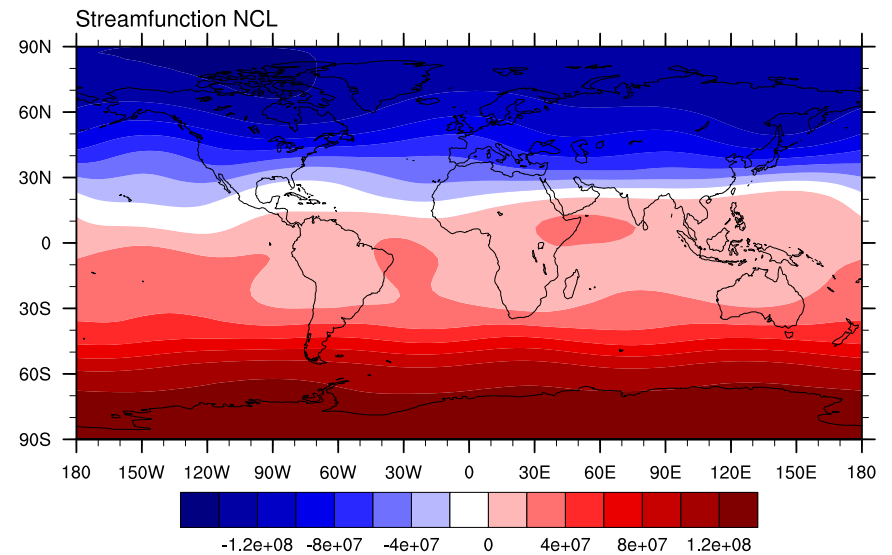 Streamfunction NCL
90N
60N
30N
0
30S
60S
90S
180 150W 120W 90W 60W 30W 0 30E 60E 90E 120E 150E 180
-1.2e+08 -8e+07 -4e+07 0 4e+07 8e+07 1.2e+08